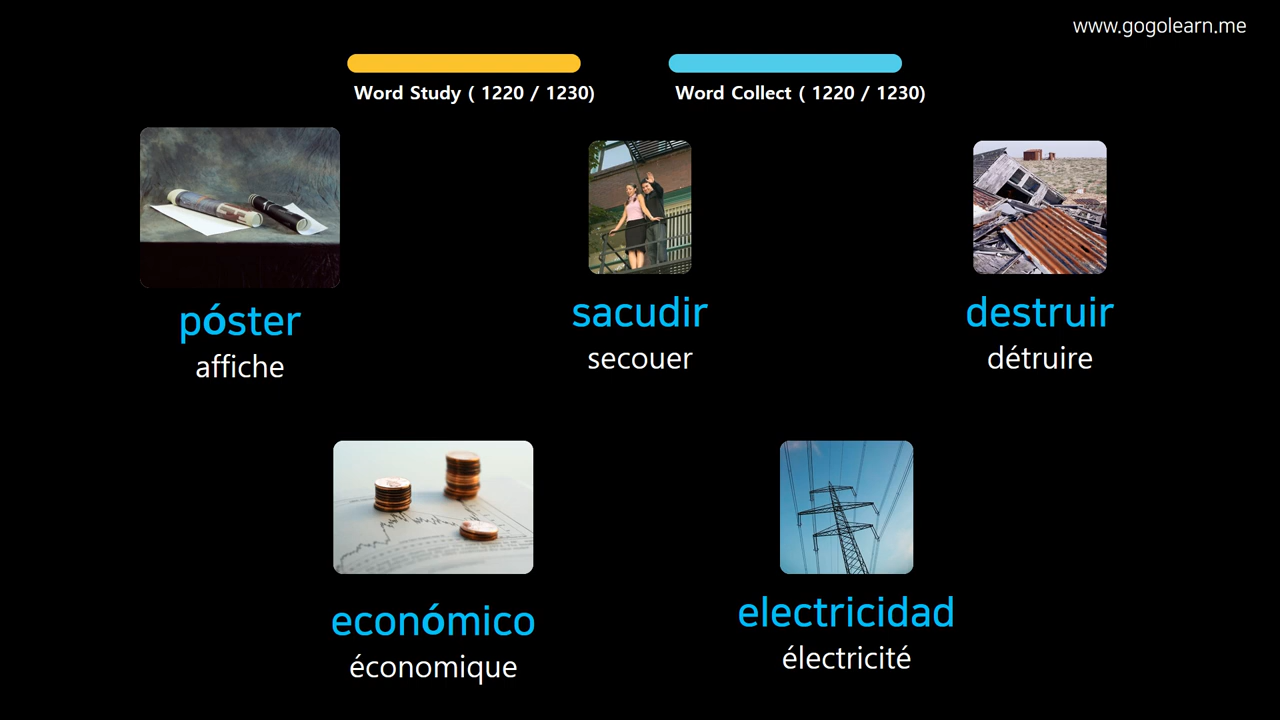 www.gogolearn.me
Word Study ( 1220 / 1230)
Word Collect ( 1220 / 1230)
póster
affiche
sacudir
secouer
destruir
détruire
económico
économique
electricidad
électricité